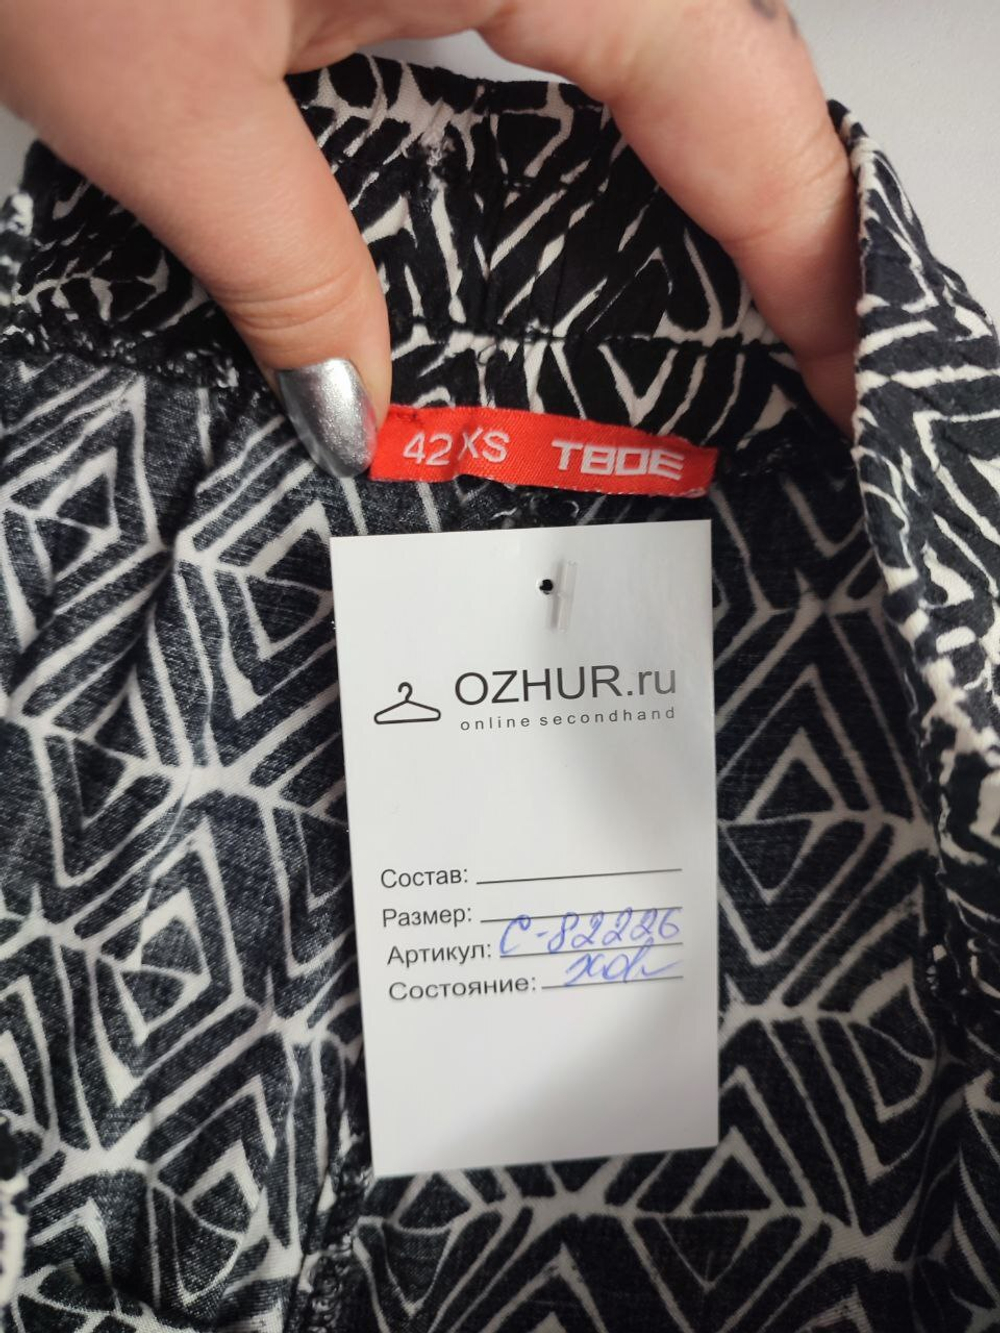 42 XS ТВОЕ
OZHUR.ru
online secondhand
Состав:
Размер:
Артикул: С-82226
Состояние: хор